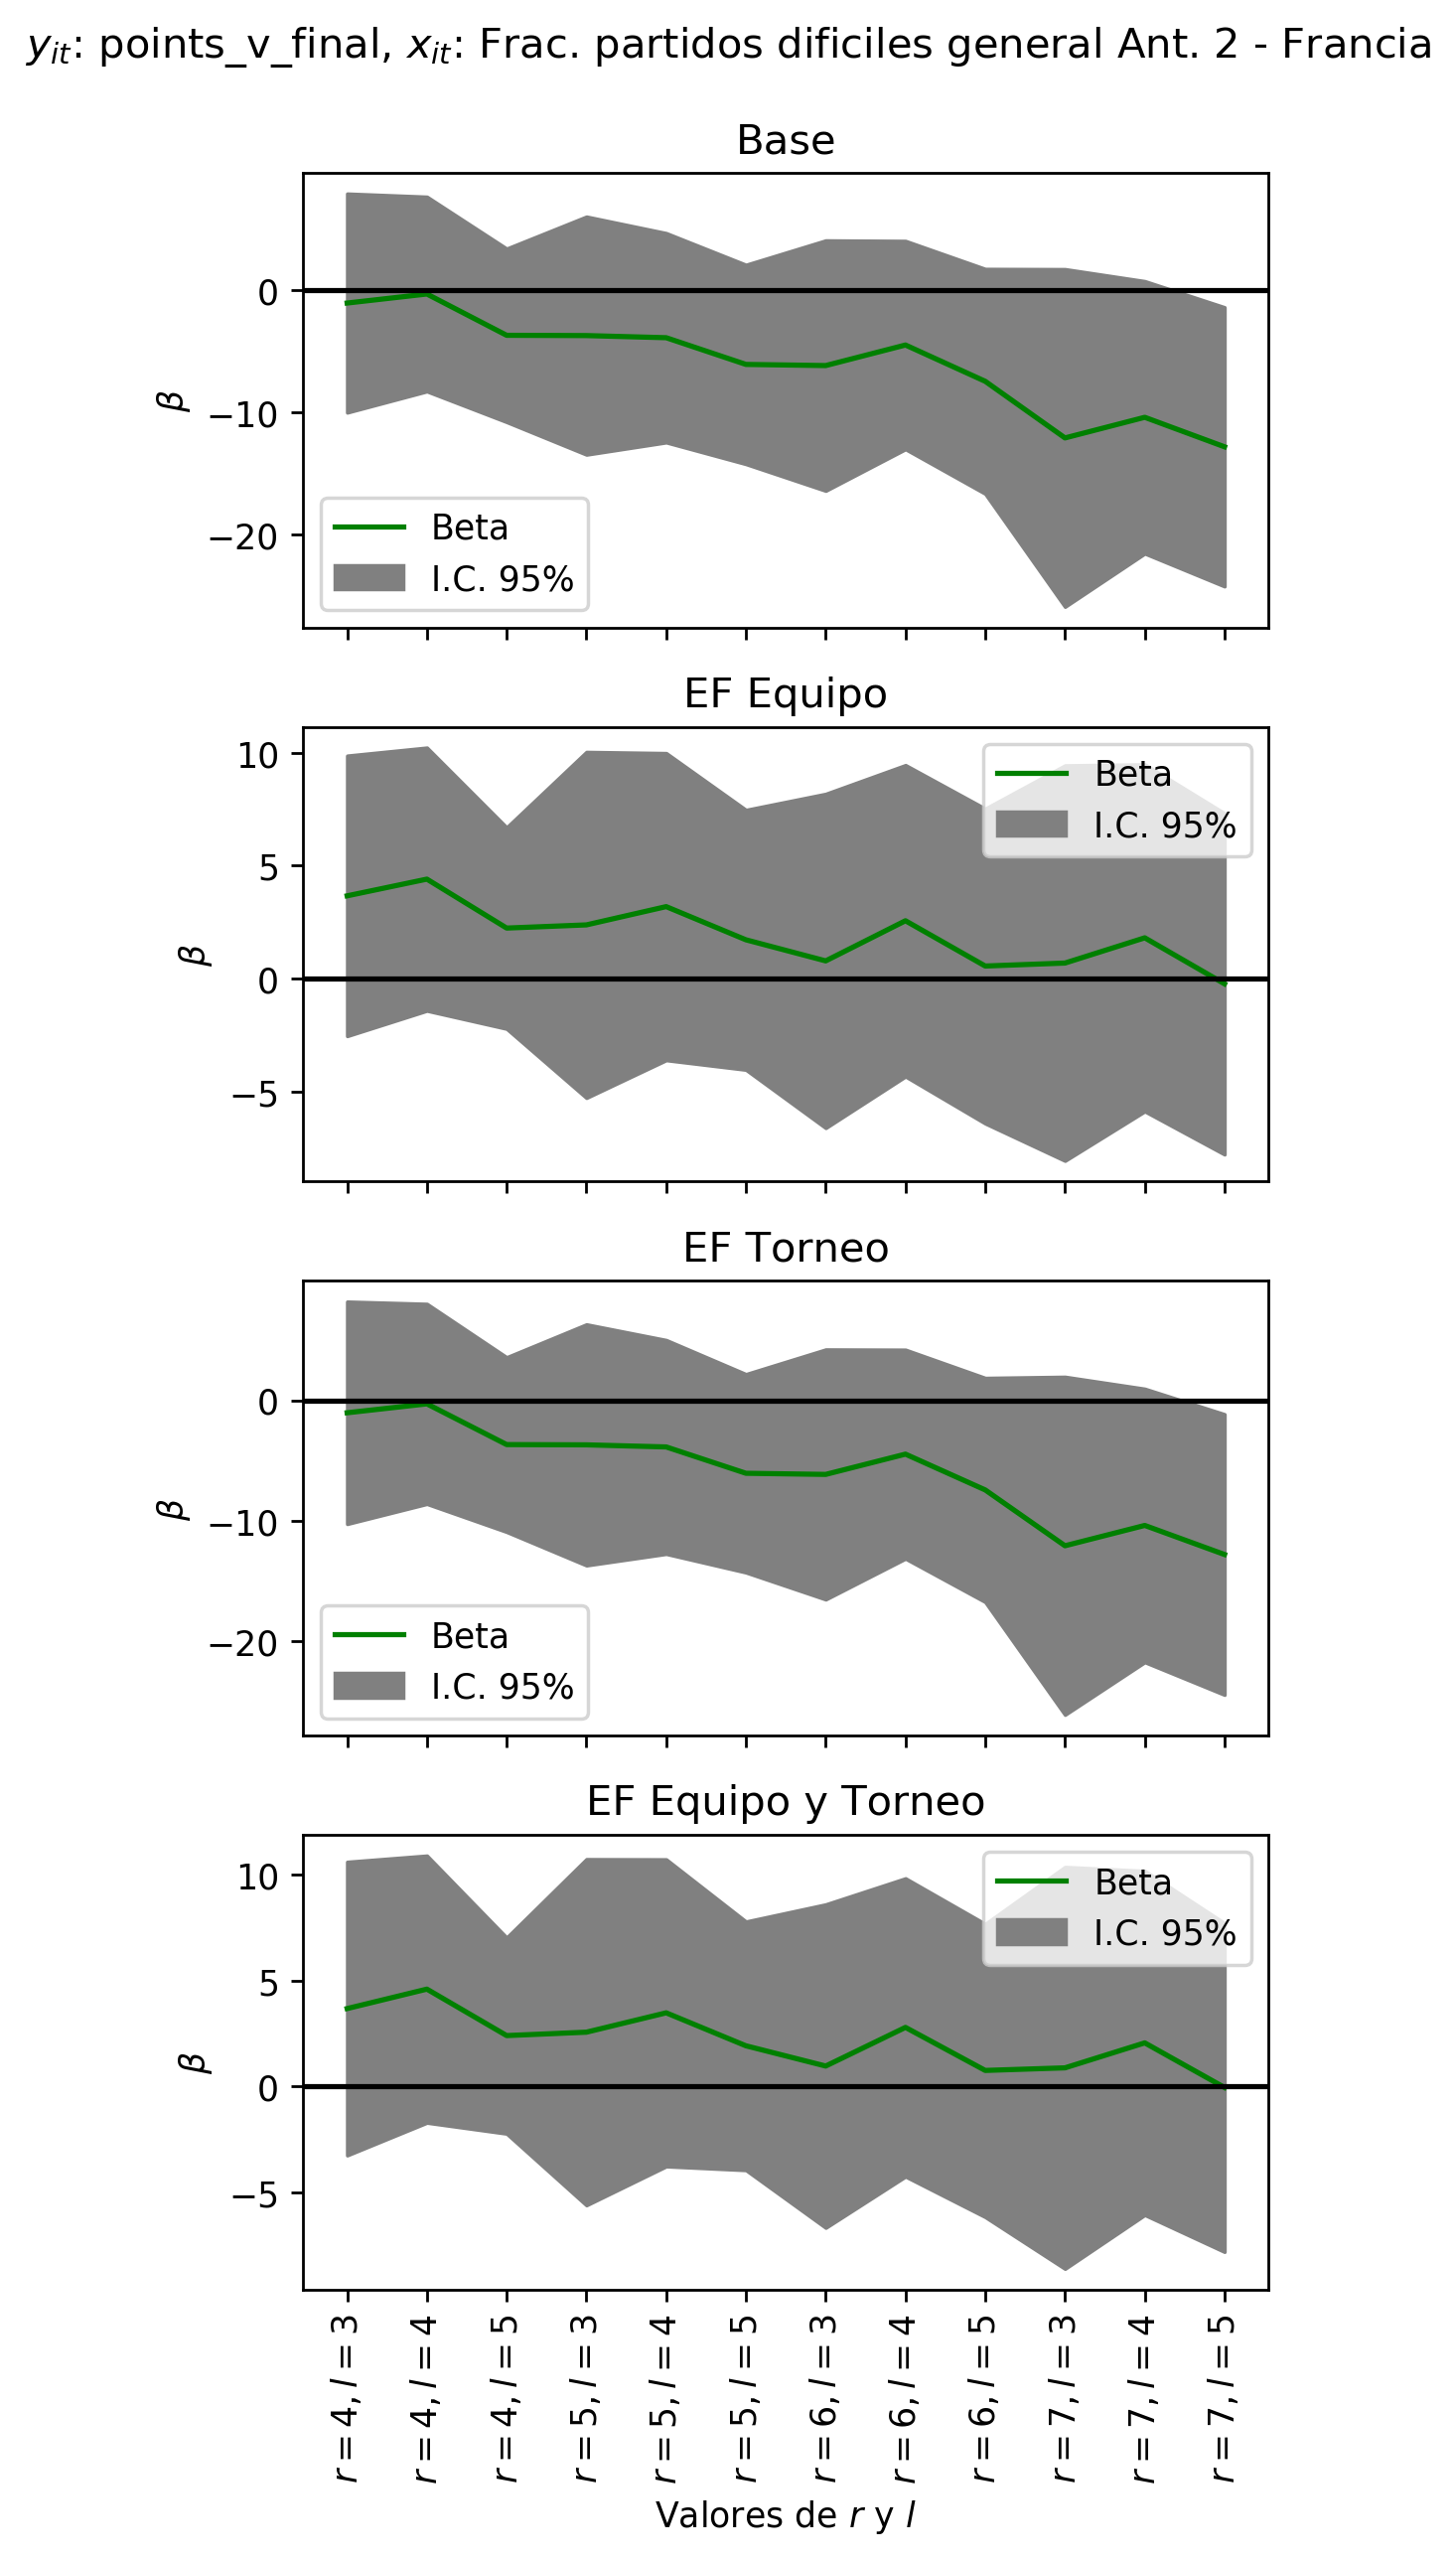 y_it: points_v_final, x_it: Frac. partidos dificiles general Ant. 2 - Francia
Base
0
−10
−20
β
Beta
I.C. 95%
EF Equipo
10
5
0
−5
β
Beta
I.C. 95%
EF Torneo
0
−10
−20
β
Beta
I.C. 95%
EF Equipo y Torneo
10
5
0
−5
β
Beta
I.C. 95%
r = 4, l = 3
r = 4, l = 4
r = 4, l = 5
r = 5, l = 3
r = 5, l = 4
r = 5, l = 5
r = 6, l = 3
r = 6, l = 4
r = 6, l = 5
r = 7, l = 3
r = 7, l = 4
r = 7, l = 5
Valores de r y l